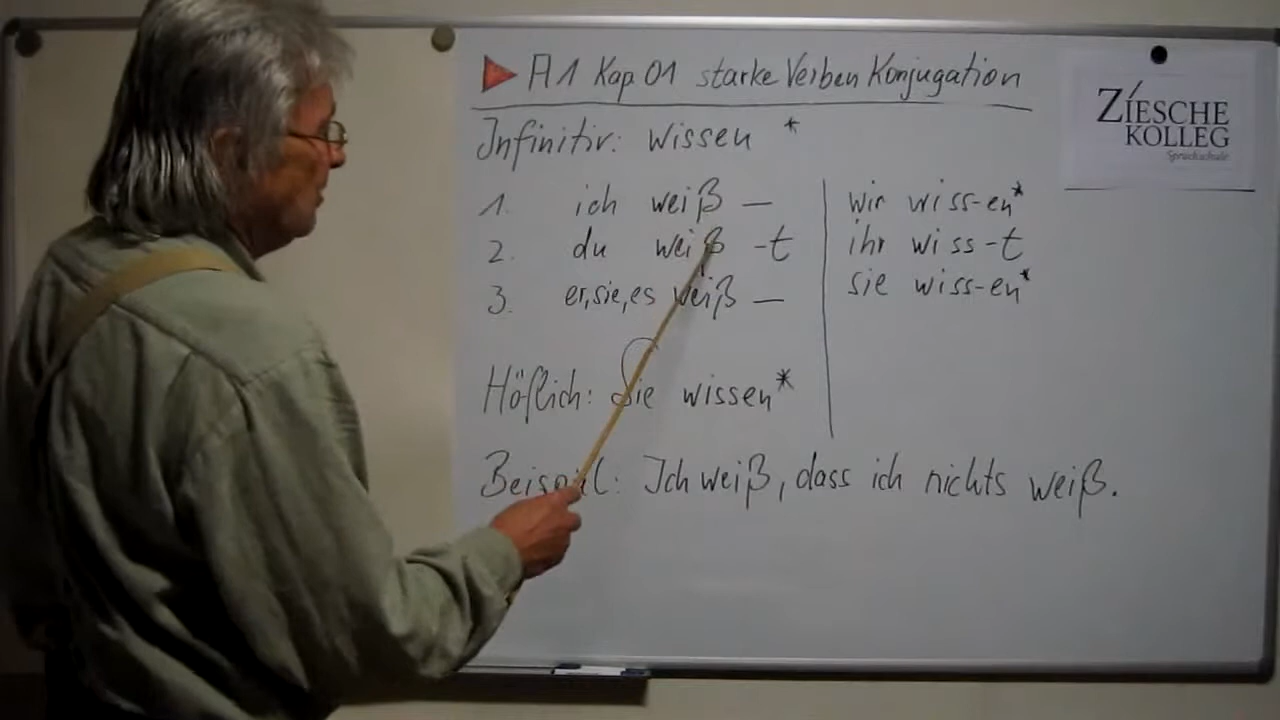 A1 Kap 01 starke Verben Konjugation
ZIESCHE
KOLLEG
Sprachschule
Infinitiv: wissen *
1. ich weiß —
2. du weiß -t
3. er,sie,es weiß —
wir wiss-en*
ihr wiss-t
sie wiss-en*
Höflich: Sie wissen*
Beispiel: Ich weiß, dass ich nichts weiß.